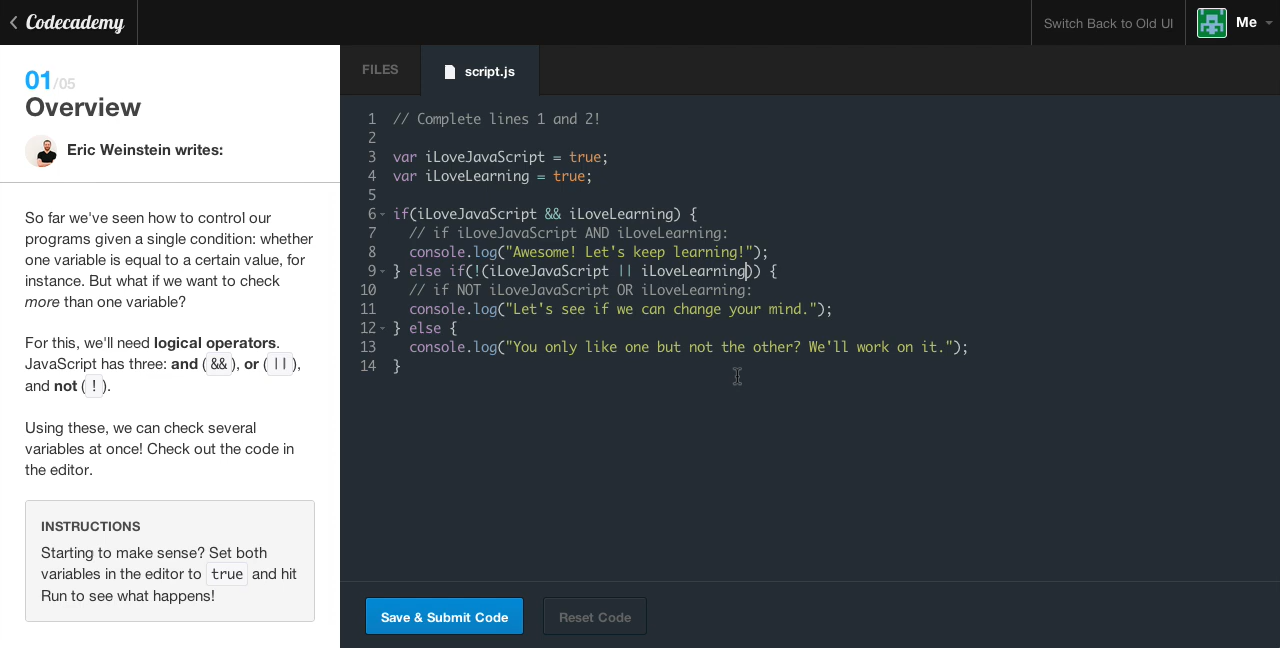 Codecademy
Switch Back to Old UI
Me
01/05
Overview
Eric Weinstein writes:
So far we've seen how to control our
programs given a single condition: whether
one variable is equal to a certain value, for
instance. But what if we want to check
more than one variable?
For this, we'll need logical operators.
JavaScript has three: and ( && ), or ( || ),
and not ( ! ).
Using these, we can check several
variables at once! Check out the code in
the editor.
INSTRUCTIONS
Starting to make sense? Set both
variables in the editor to true and hit
Run to see what happens!
FILES
script.js
1 // Complete lines 1 and 2!
2
3 var iLoveJavaScript = true;
4 var iLoveLearning = true;
5
6 if(iLoveJavaScript && iLoveLearning) {
7 // if iLoveJavaScript AND iLoveLearning:
8 console.log("Awesome! Let's keep learning!");
9 } else if(!(iLoveJavaScript || iLoveLearning)) {
10 // if NOT iLoveJavaScript OR iLoveLearning:
11 console.log("Let's see if we can change your mind.");
12 } else {
13 console.log("You only like one but not the other? We'll work on it.");
14 }
Save & Submit Code
Reset Code